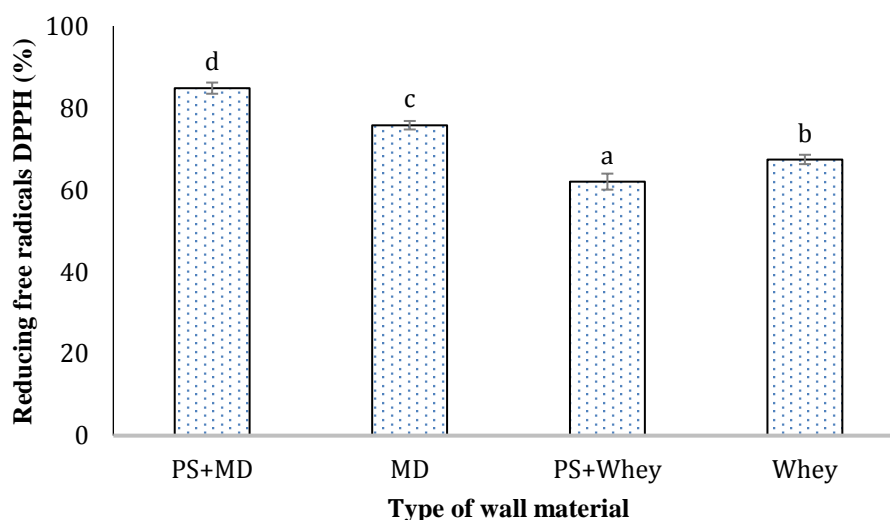 Reducing free radicals DPPH (%)
100
80
60
40
20
0
d
c
a
b
PS+MD MD PS+Whey Whey
Type of wall material